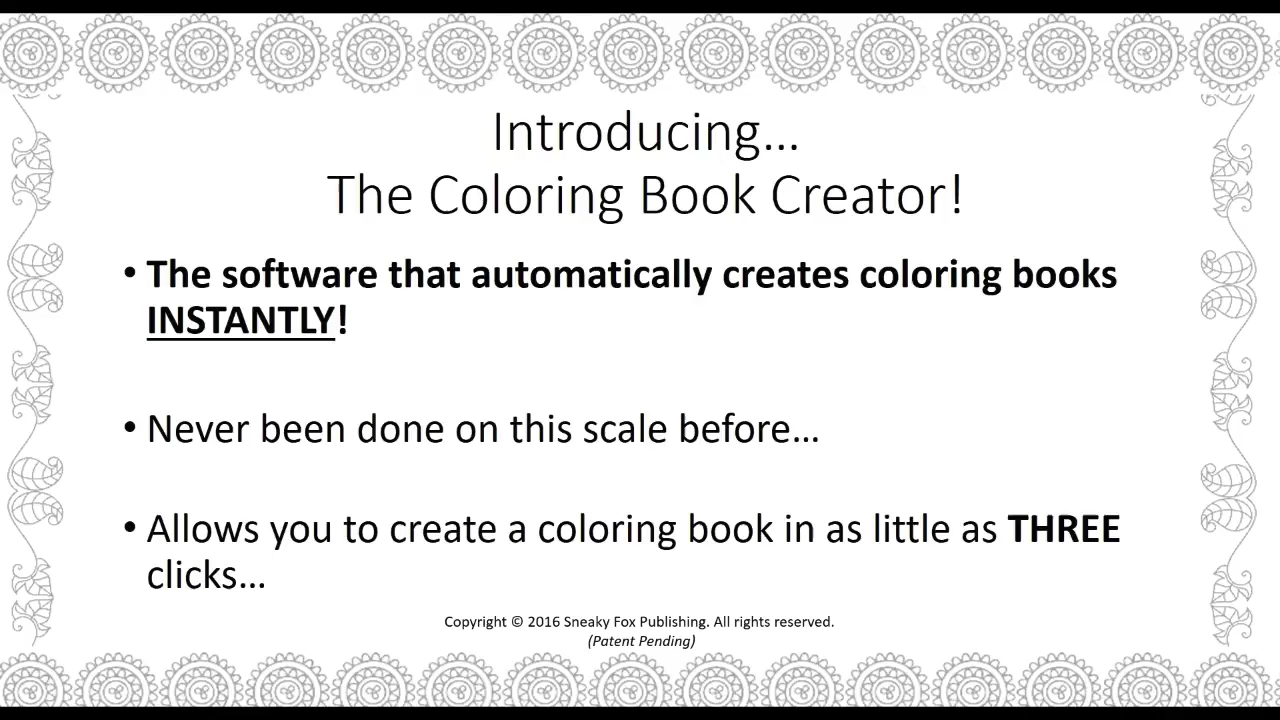 Introducing...
The Coloring Book Creator!
• The software that automatically creates coloring books
INSTANTLY!
• Never been done on this scale before...
• Allows you to create a coloring book in as little as THREE
clicks...
Copyright © 2016 Sneaky Fox Publishing. All rights reserved.
(Patent Pending)